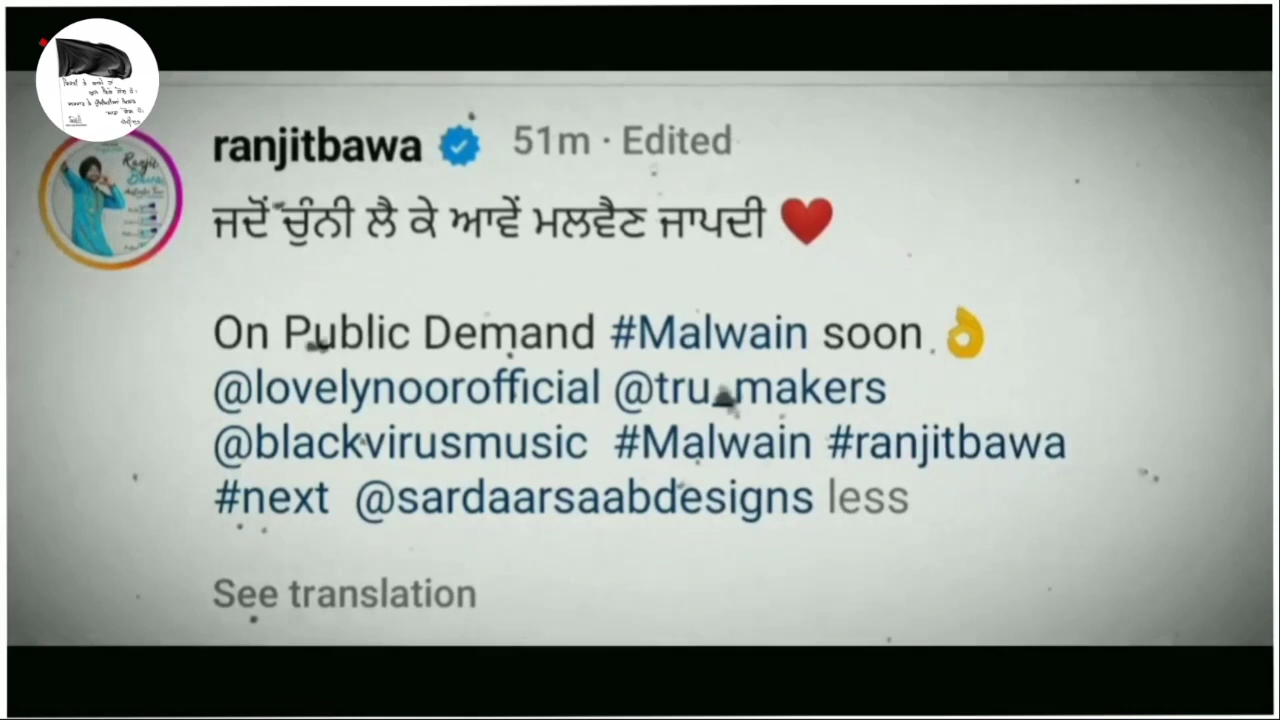 ranjitbawa 51m · Edited
ਜਦੋਂ ਚੁੰਨੀ ਲੈ ਕੇ ਆਵੇਂ ਮਲਵੈਣ ਜਾਪਦੀ ❤️
On Public Demand #Malwain soon 👌
@lovelynoorofficial @tru_makers
@blackvirusmusic #Malwain #ranjitbawa
#next @sardaarsaabdesigns less
See translation